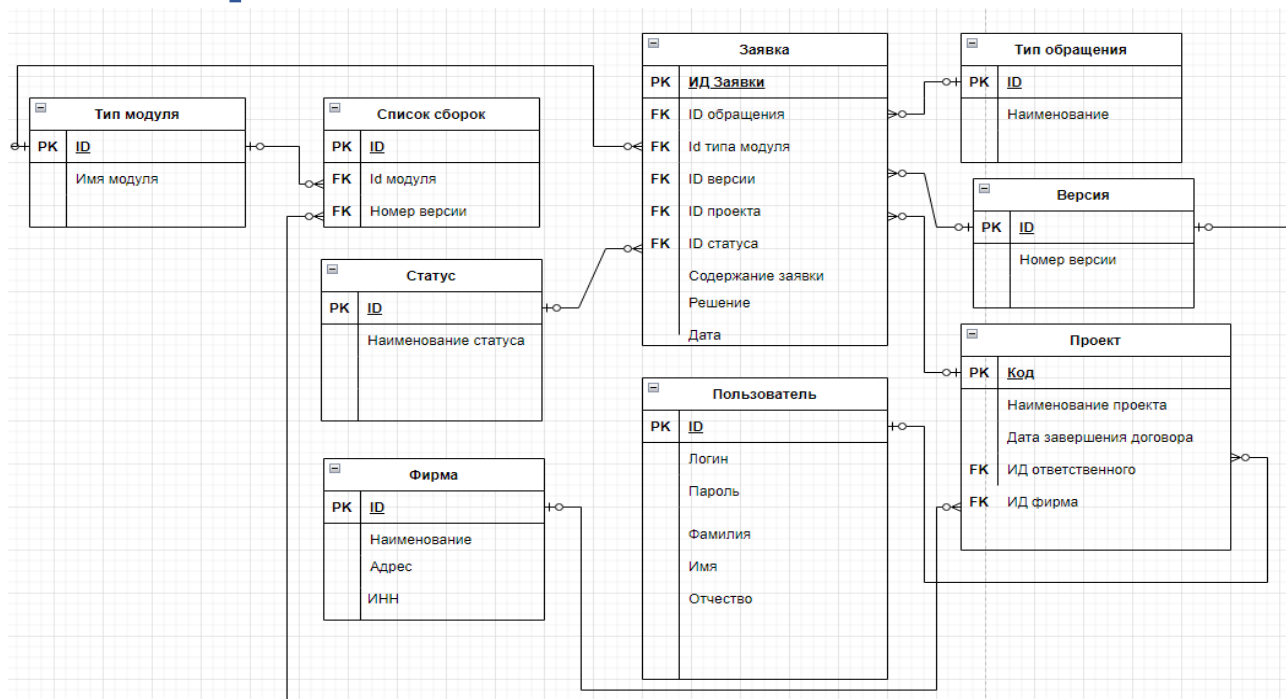 Заявка
PK ИД Заявки
FK ID обращения
FK Id типа модуля
FK ID версии
FK ID проекта
FK ID статуса
Содержание заявки
Решение
Дата
Тип обращения
PK ID
Наименование
Тип модуля
PK ID
Имя модуля
Список сборок
PK ID
FK Id модуля
FK Номер версии
Версия
PK ID
Номер версии
Статус
PK ID
Наименование статуса
Проект
PK Код
Наименование проекта
Дата завершения договора
FK ИД ответственного
FK ИД фирма
Пользователь
PK ID
Логин
Пароль
Фамилия
Имя
Отчество
Фирма
PK ID
Наименование
Адрес
ИНН